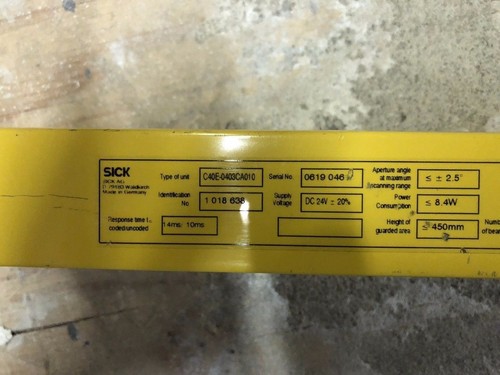 SICK
SICK AG
D-79183 Waldkirch
Made in Germany
Type of unit
C40E-0403CA010
Serial No.
0619 046
Aperture angle
at maximum
scanning range
≤ ± 2.5°
Identification
No
1 018 638
Supply
Voltage
DC 24V ± 20%
Power
Consumption
≤ 8.4W
Response time
coded/uncoded
14ms; 10ms
Height of
guarded area
450mm
of